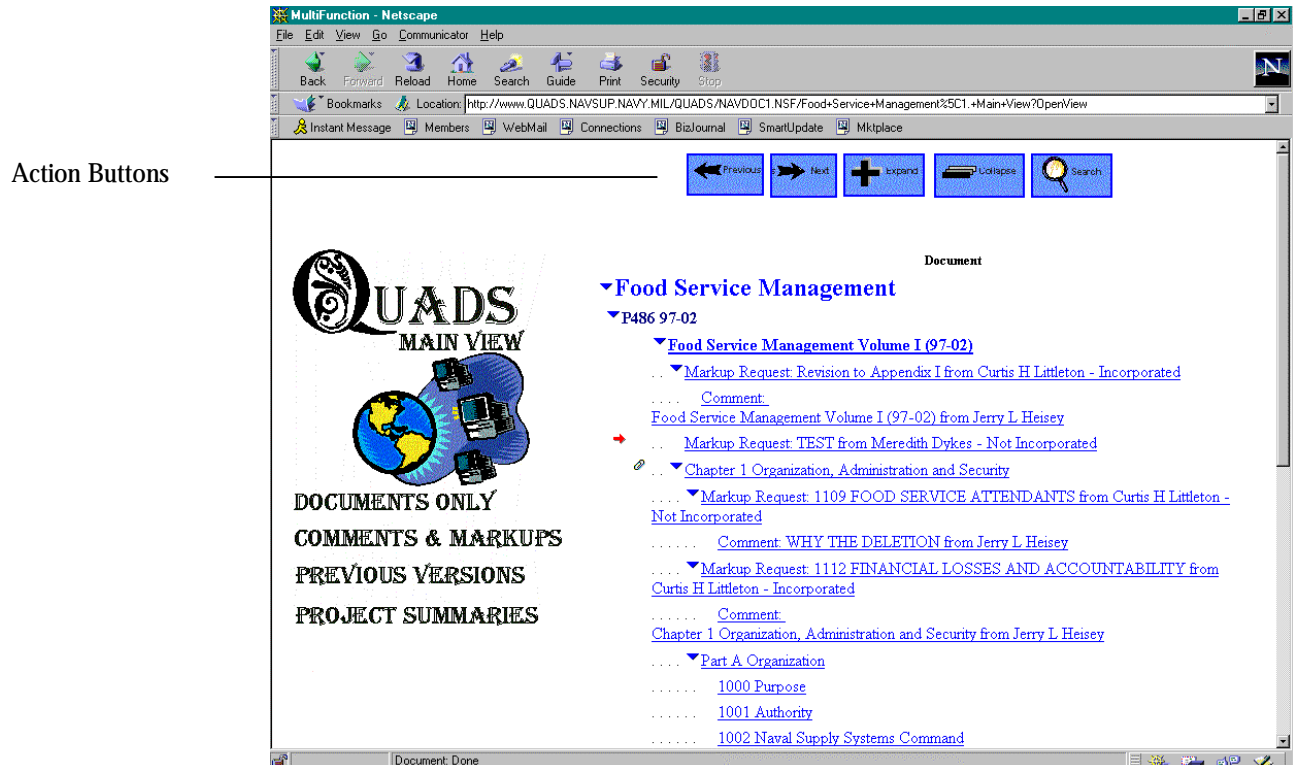 MultiFunction - Netscape
File Edit View Go Communicator Help
Back Forward Reload Home Search Guide Print Security Stop
N
Bookmarks Location: http://www.QUADS.NAVSUP.NAVY.MIL/QUADS/NAVDOC1.NSF/Food+Service+Management%5C1.+Main+View?OpenView
Instant Message Members WebMail Connections BizJournal SmartUpdate Mktplace
Action Buttons
Previous s Next Expand Collapse Search
Document
QUADS
MAIN VIEW
DOCUMENTS ONLY
COMMENTS & MARKUPS
PREVIOUS VERSIONS
PROJECT SUMMARIES
Food Service Management
P486 97-02
Food Service Management Volume I (97-02)
. . Markup Request: Revision to Appendix I from Curtis H Littleton - Incorporated
. . . . Comment:
Food Service Management Volume I (97-02) from Jerry L Heisey
. . Markup Request: TEST from Meredith Dykes - Not Incorporated
. . Chapter 1 Organization, Administration and Security
. . . . Markup Request: 1109 FOOD SERVICE ATTENDANTS from Curtis H Littleton -
Not Incorporated
. . . . . . Comment: WHY THE DELETION from Jerry L Heisey
. . . . Markup Request: 1112 FINANCIAL LOSSES AND ACCOUNTABILITY from
Curtis H Littleton - Incorporated
. . . . . . Comment:
Chapter 1 Organization, Administration and Security from Jerry L Heisey
. . . . Part A Organization
. . . . . . 1000 Purpose
. . . . . . 1001 Authority
. . . . . . 1002 Naval Supply Systems Command
Document: Done